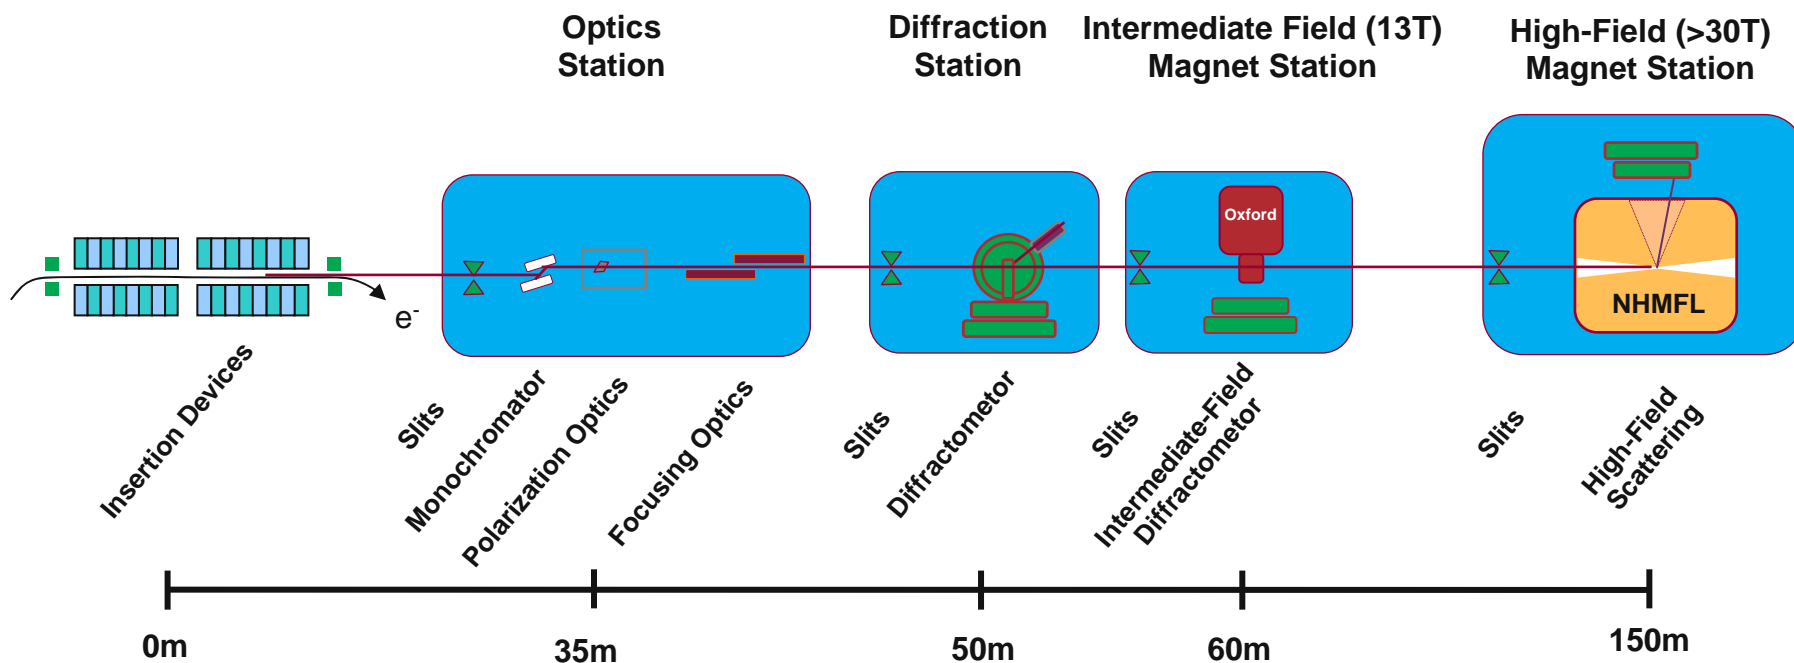 Optics
Station
Diffraction
Station
Intermediate Field (13T)
Magnet Station
High-Field (>30T)
Magnet Station
Oxford
NHMFL
e-
Insertion Devices
Slits
Monochromator
Polarization Optics
Focusing Optics
Slits
Diffractometor
Slits
Intermediate-Field
Diffractometor
Slits
High-Field
Scattering
0m
35m
50m
60m
150m